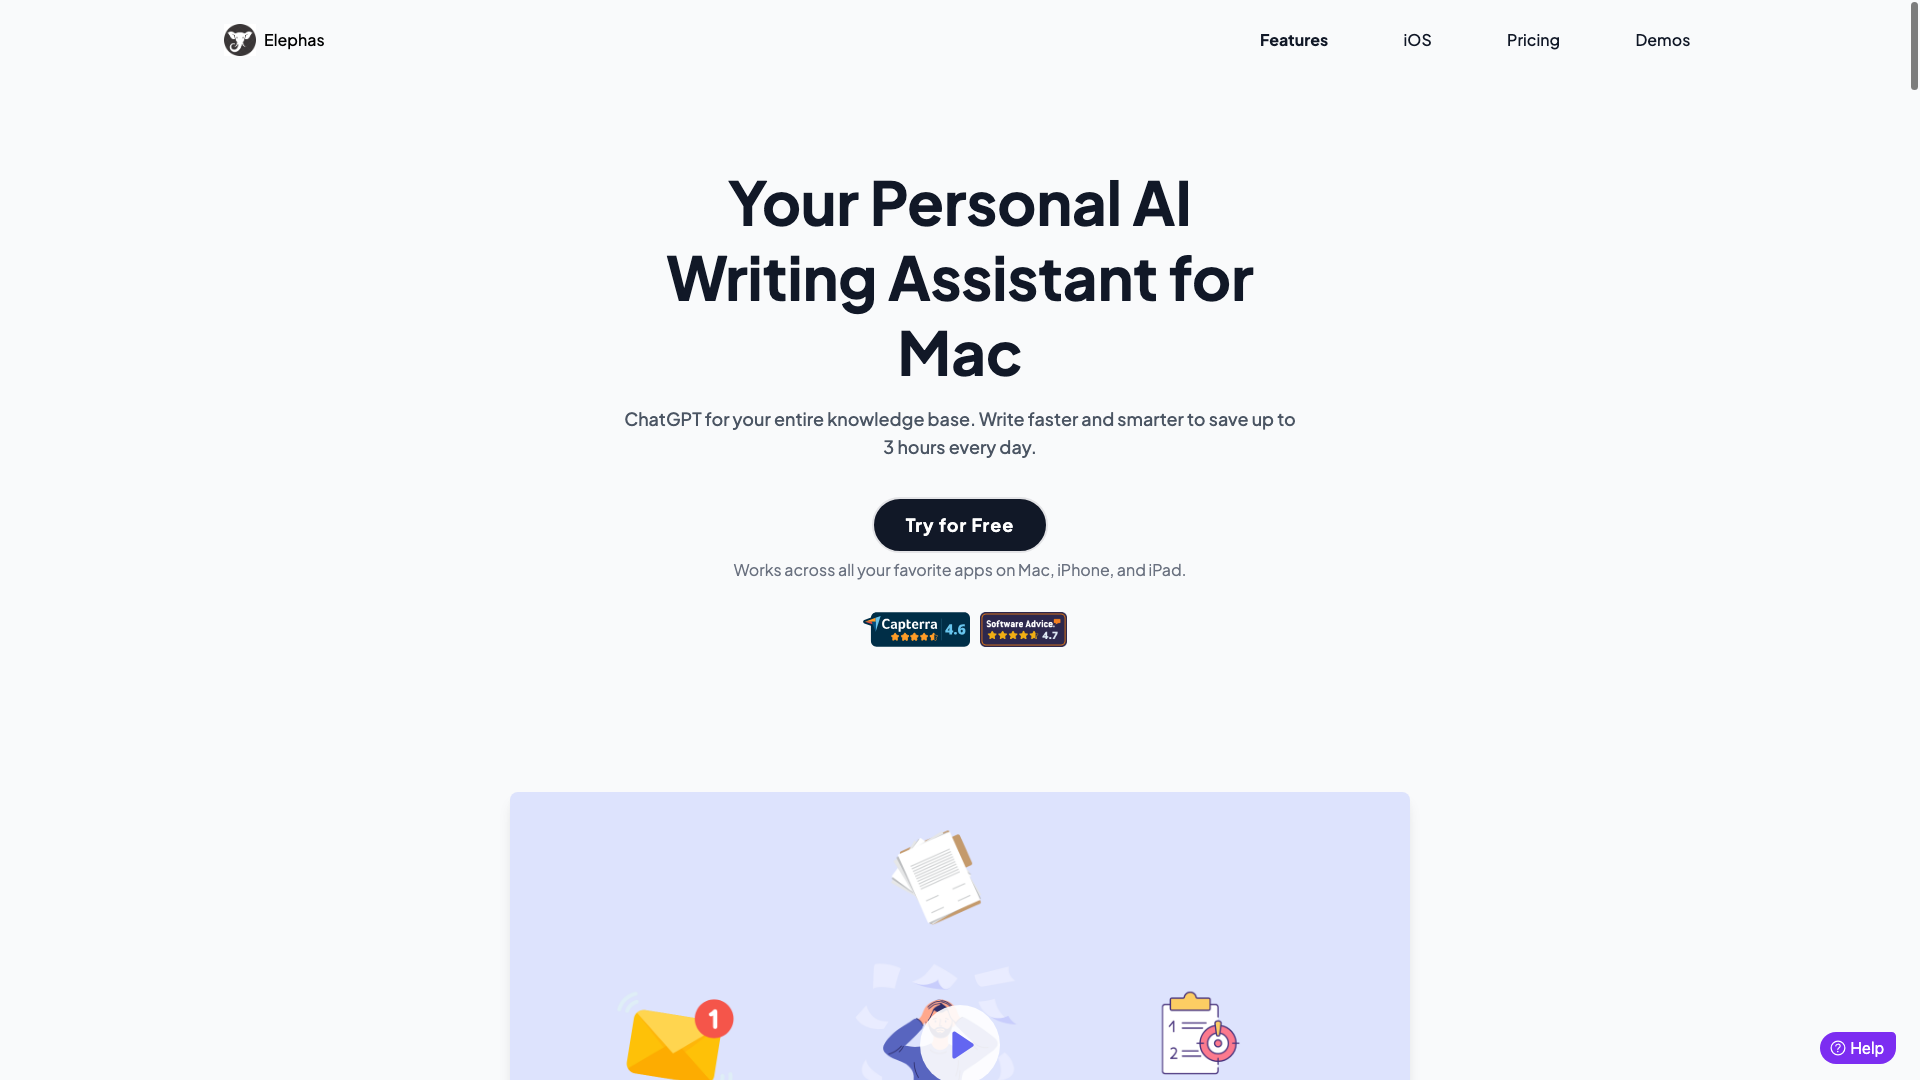 Elephas
Features
iOS
Pricing
Demos
Your Personal AI
Writing Assistant for
Mac
ChatGPT for your entire knowledge base. Write faster and smarter to save up to
3 hours every day.
Try for Free
Works across all your favorite apps on Mac, iPhone, and iPad.
Capterra
4.6
Software Advice.
4.7
1
1
2
Help